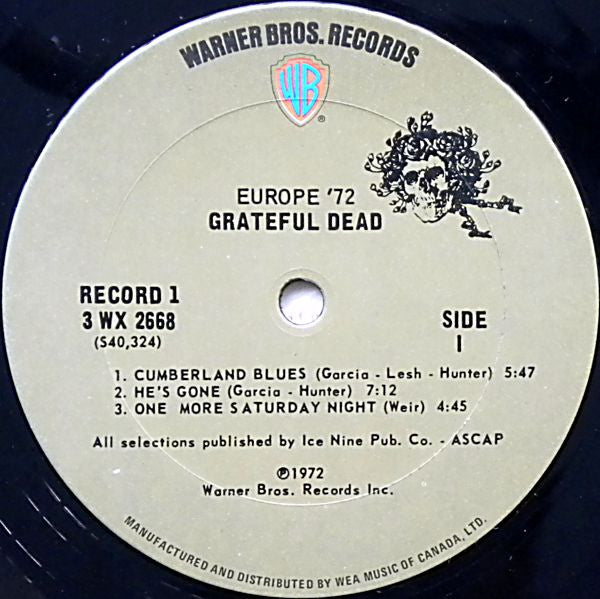 WARNER BROS. RECORDS
WB
®
EUROPE '72
GRATEFUL DEAD
RECORD 1
3 WX 2668
(S40,324)
SIDE
1
1. CUMBERLAND BLUES (Garcia - Lesh - Hunter) 5:47
2. HE'S GONE (Garcia - Hunter) 7:12
3. ONE MORE SATURDAY NIGHT (Weir) 4:45
All selections published by Ice Nine Pub. Co. - ASCAP
℗1972
Warner Bros. Records Inc.
MANUFACTURED AND DISTRIBUTED BY WEA MUSIC OF CANADA, LTD.